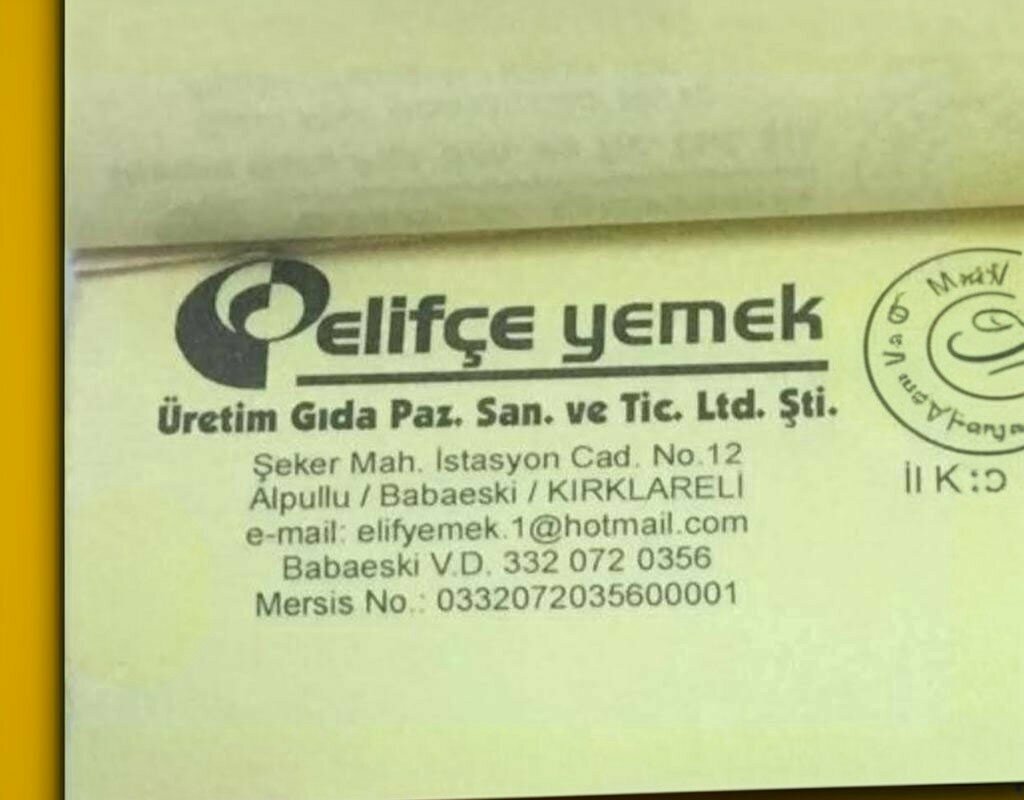 elifçe yemek
Üretim Gıda Paz. San. ve Tic. Ltd. Şti.
Şeker Mah. İstasyon Cad. No.12
Alpullu / Babaeski / KIRKLARELİ
e-mail: elifyemek.1@hotmail.com
Babaeski V.D. 332 072 0356
Mersis No.: 0332072035600001